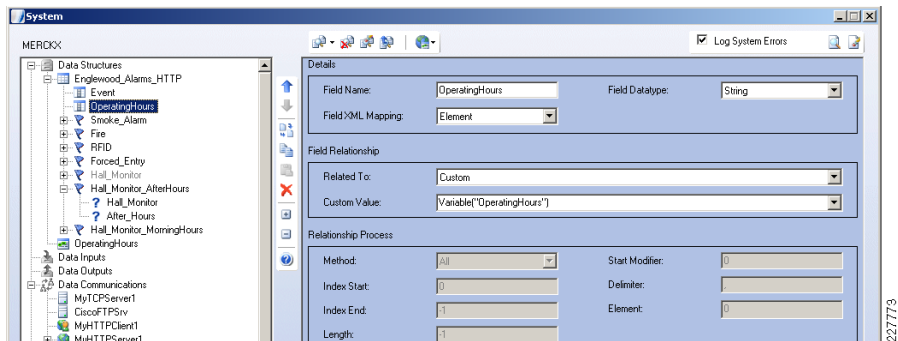 System
MERCKX
Log System Errors
Data Structures
Englewood_Alarms_HTTP
Event
OperatingHours
Smoke_Alarm
Fire
RFID
Forced_Entry
Hall_Monitor
Hall_Monitor_AfterHours
Hall_Monitor
After_Hours
Hall_Monitor_MorningHours
OperatingHours
Data Inputs
Data Outputs
Data Communications
MyTCPServer1
CiscoFTPSrv
MyHTTPClient1
MyHTTPServer1
Details
Field Name: OperatingHours Field Datatype: String
Field XML Mapping: Element
Field Relationship
Related To: Custom
Custom Value: Variable("OperatingHours")
Relationship Process
Method: All Start Modifier: 0
Index Start: 0 Delimiter: ,
Index End: -1 Element: 0
Length: -1
227773